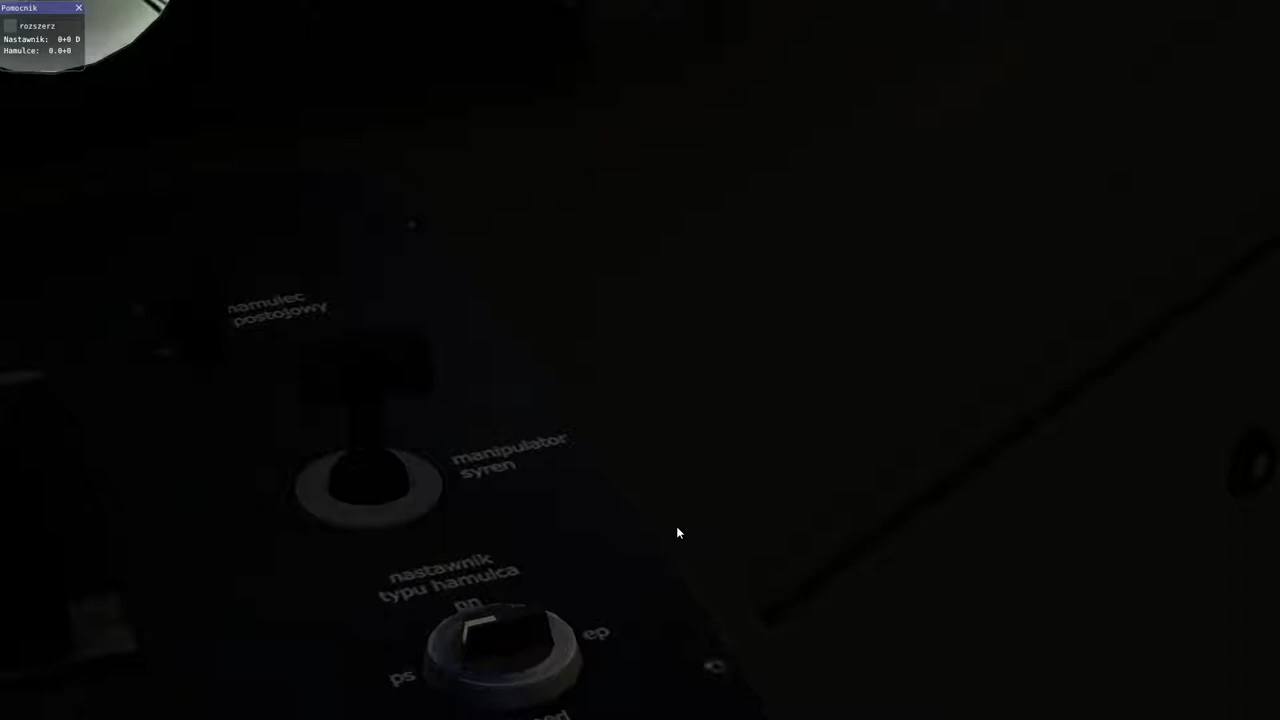 Pomocnik
rozszerz
Nastawnik: 0+0 D
Hamulce: 0.0+0
hamulec
postojowy
manipulator
syren
nastawnik
typu hamulca
pn
ep
ps